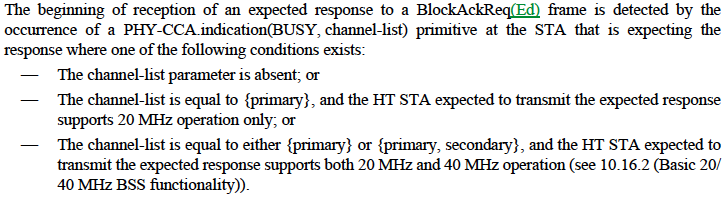 The beginning of reception of an expected response to a BlockAckReq(Ed) frame is detected by the
occurrence of a PHY-CCA.indication(BUSY, channel-list) primitive at the STA that is expecting the
response where one of the following conditions exists:
— The channel-list parameter is absent; or
— The channel-list is equal to {primary}, and the HT STA expected to transmit the expected response
supports 20 MHz operation only; or
— The channel-list is equal to either {primary} or {primary, secondary}, and the HT STA expected to
transmit the expected response supports both 20 MHz and 40 MHz operation (see 10.16.2 (Basic 20/
40 MHz BSS functionality)).